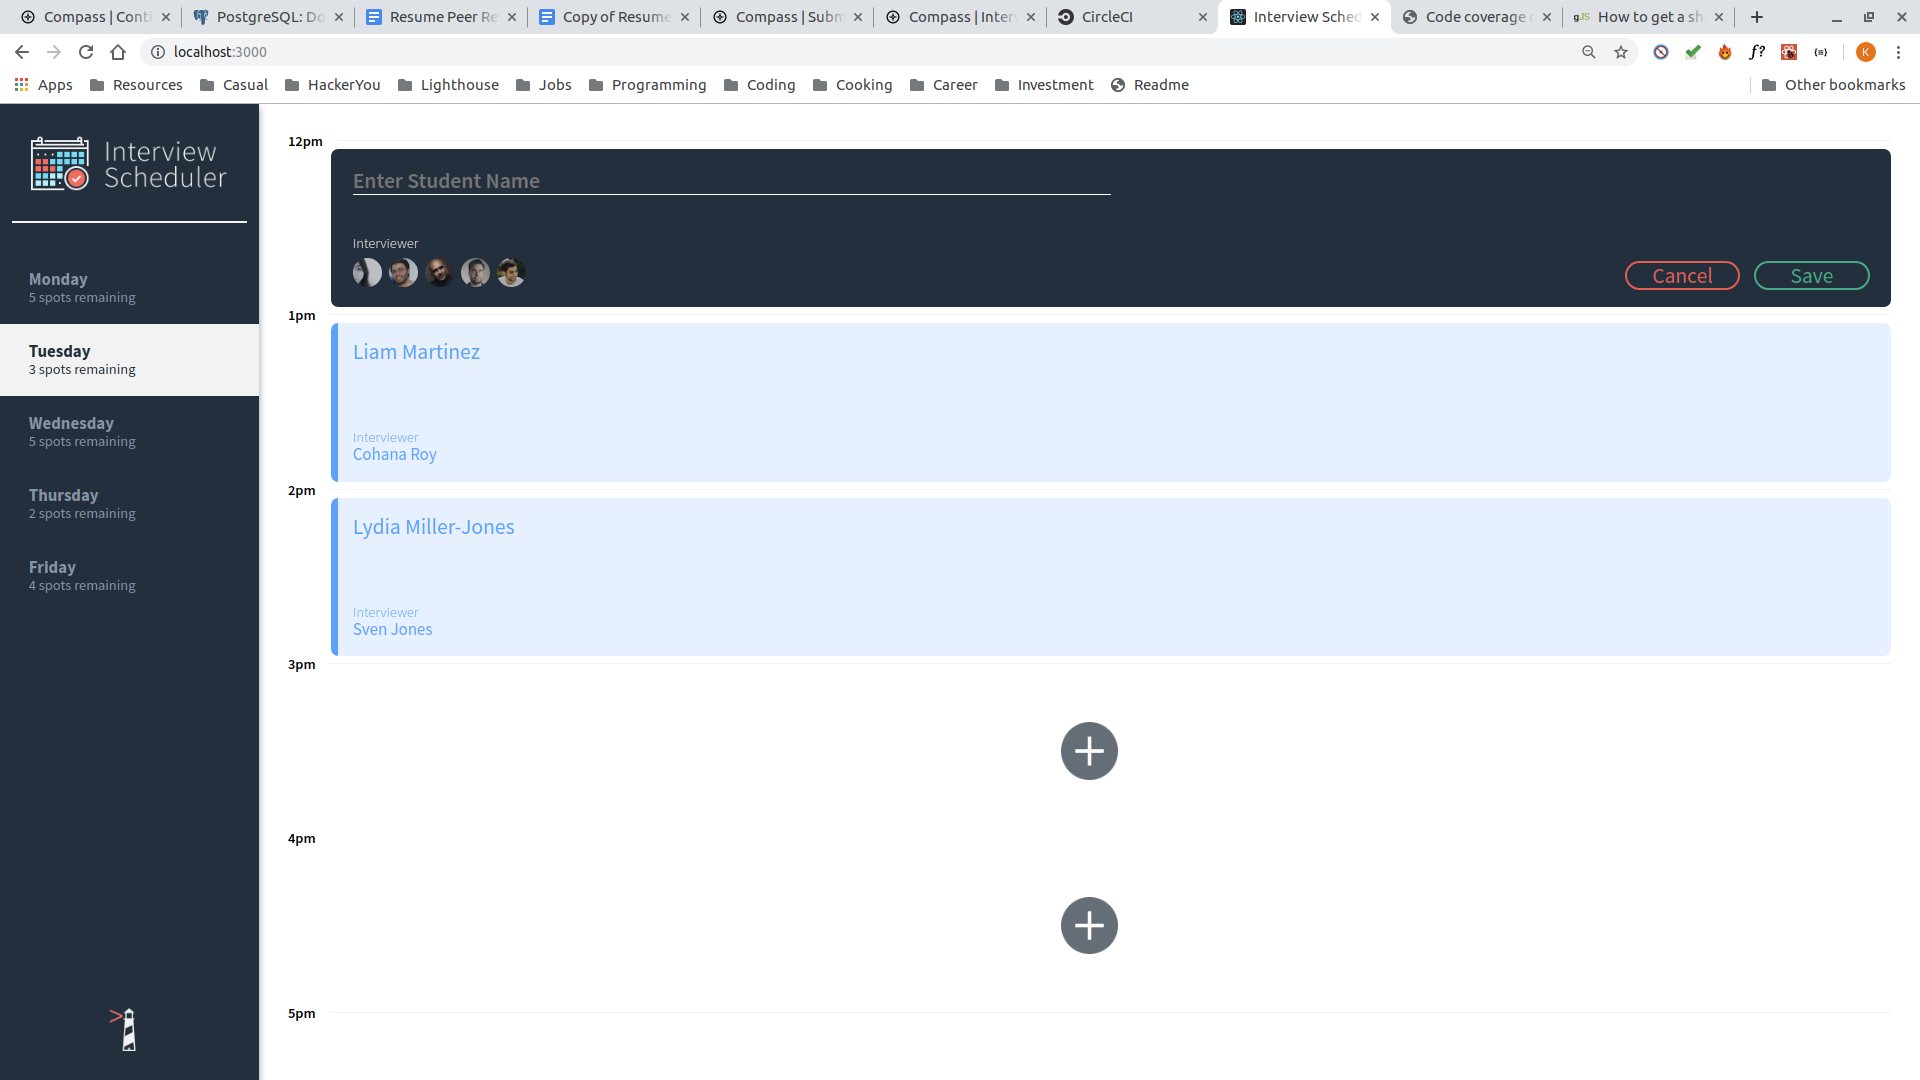 Compass | Conti
PostgreSQL: Do
Resume Peer Re
Copy of Resume
Compass | Subm
Compass | Interv
CircleCI
Interview Sched
Code coverage r
gJS How to get a sh
localhost:3000
f?
K
Apps
Resources
Casual
HackerYou
Lighthouse
Jobs
Programming
Coding
Cooking
Career
Investment
Readme
Other bookmarks
Interview
Scheduler
Monday
5 spots remaining
Tuesday
3 spots remaining
Wednesday
5 spots remaining
Thursday
2 spots remaining
Friday
4 spots remaining
12pm
Enter Student Name
Interviewer
Cancel
Save
1pm
Liam Martinez
Interviewer
Cohana Roy
2pm
Lydia Miller-Jones
Interviewer
Sven Jones
3pm
4pm
5pm